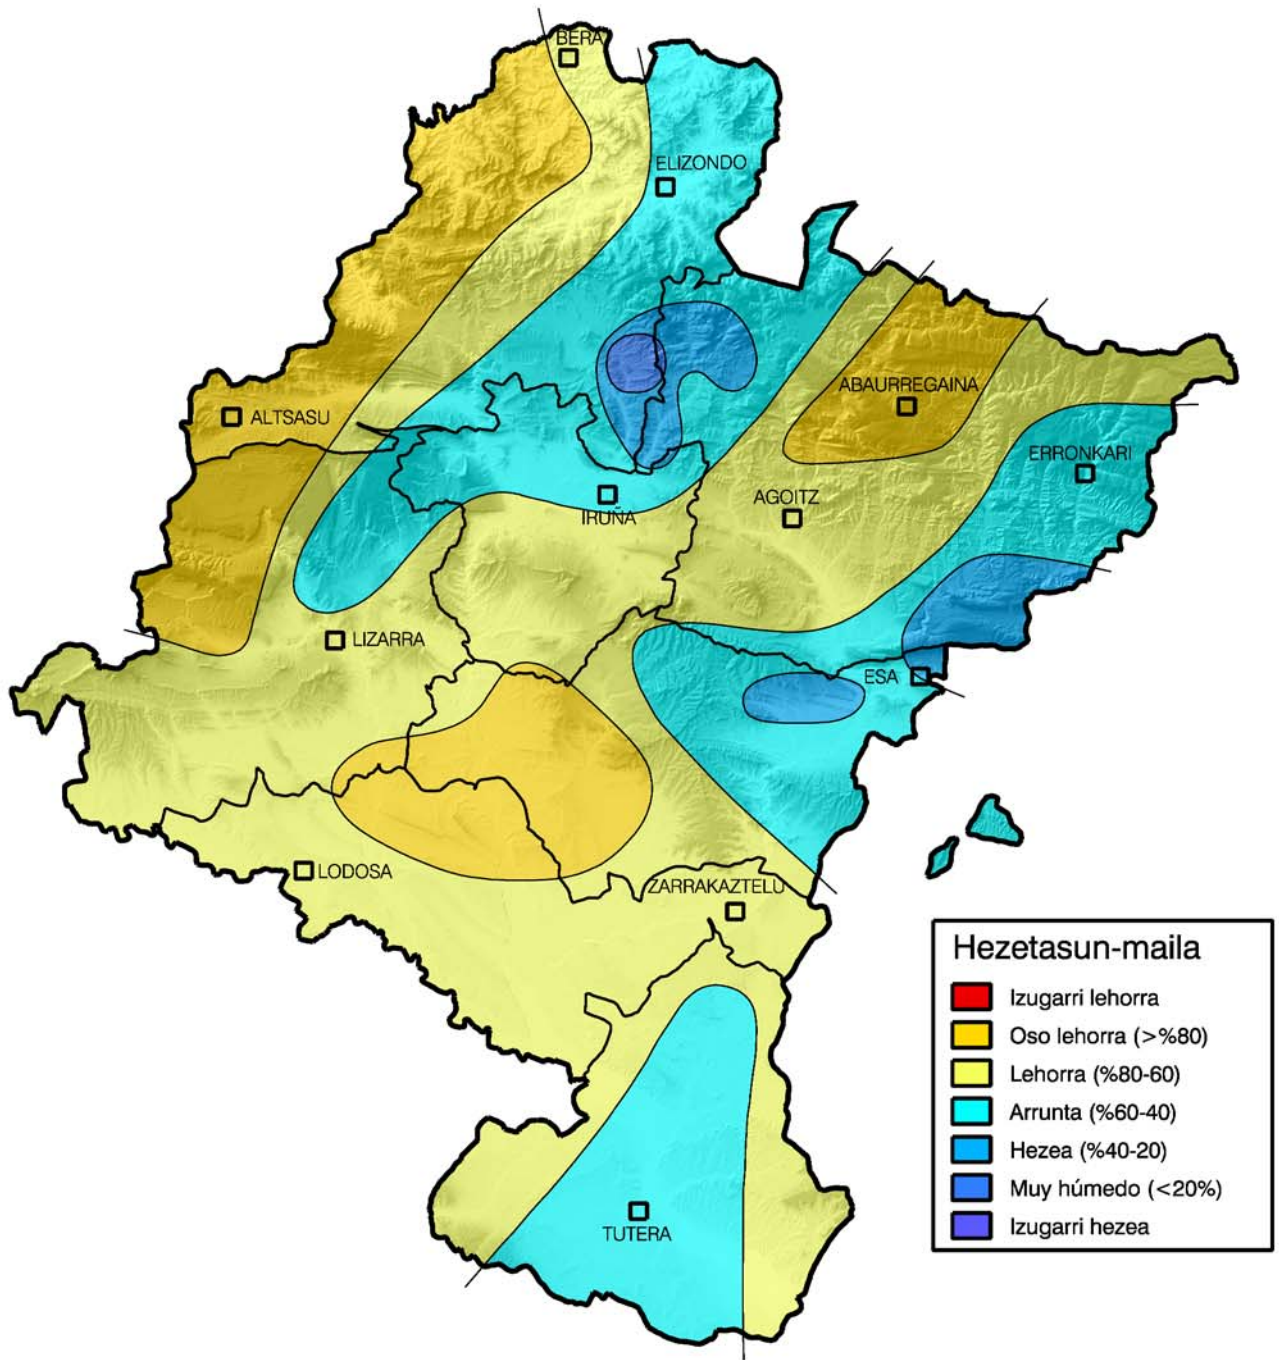 BERA
ELIZONDO
ABAURREGAINA
ALTSASU
ERRONKARI
AGOITZ
IRUÑA
LIZARRA
ESA
LODOSA
ZARRAKAZTELU
TUTERA
Hezetasun-maila
Izugarri lehorra
Oso lehorra (>%80)
Lehorra (%80-60)
Arrunta (%60-40)
Hezea (%40-20)
Muy húmedo (<20%)
Izugarri hezea